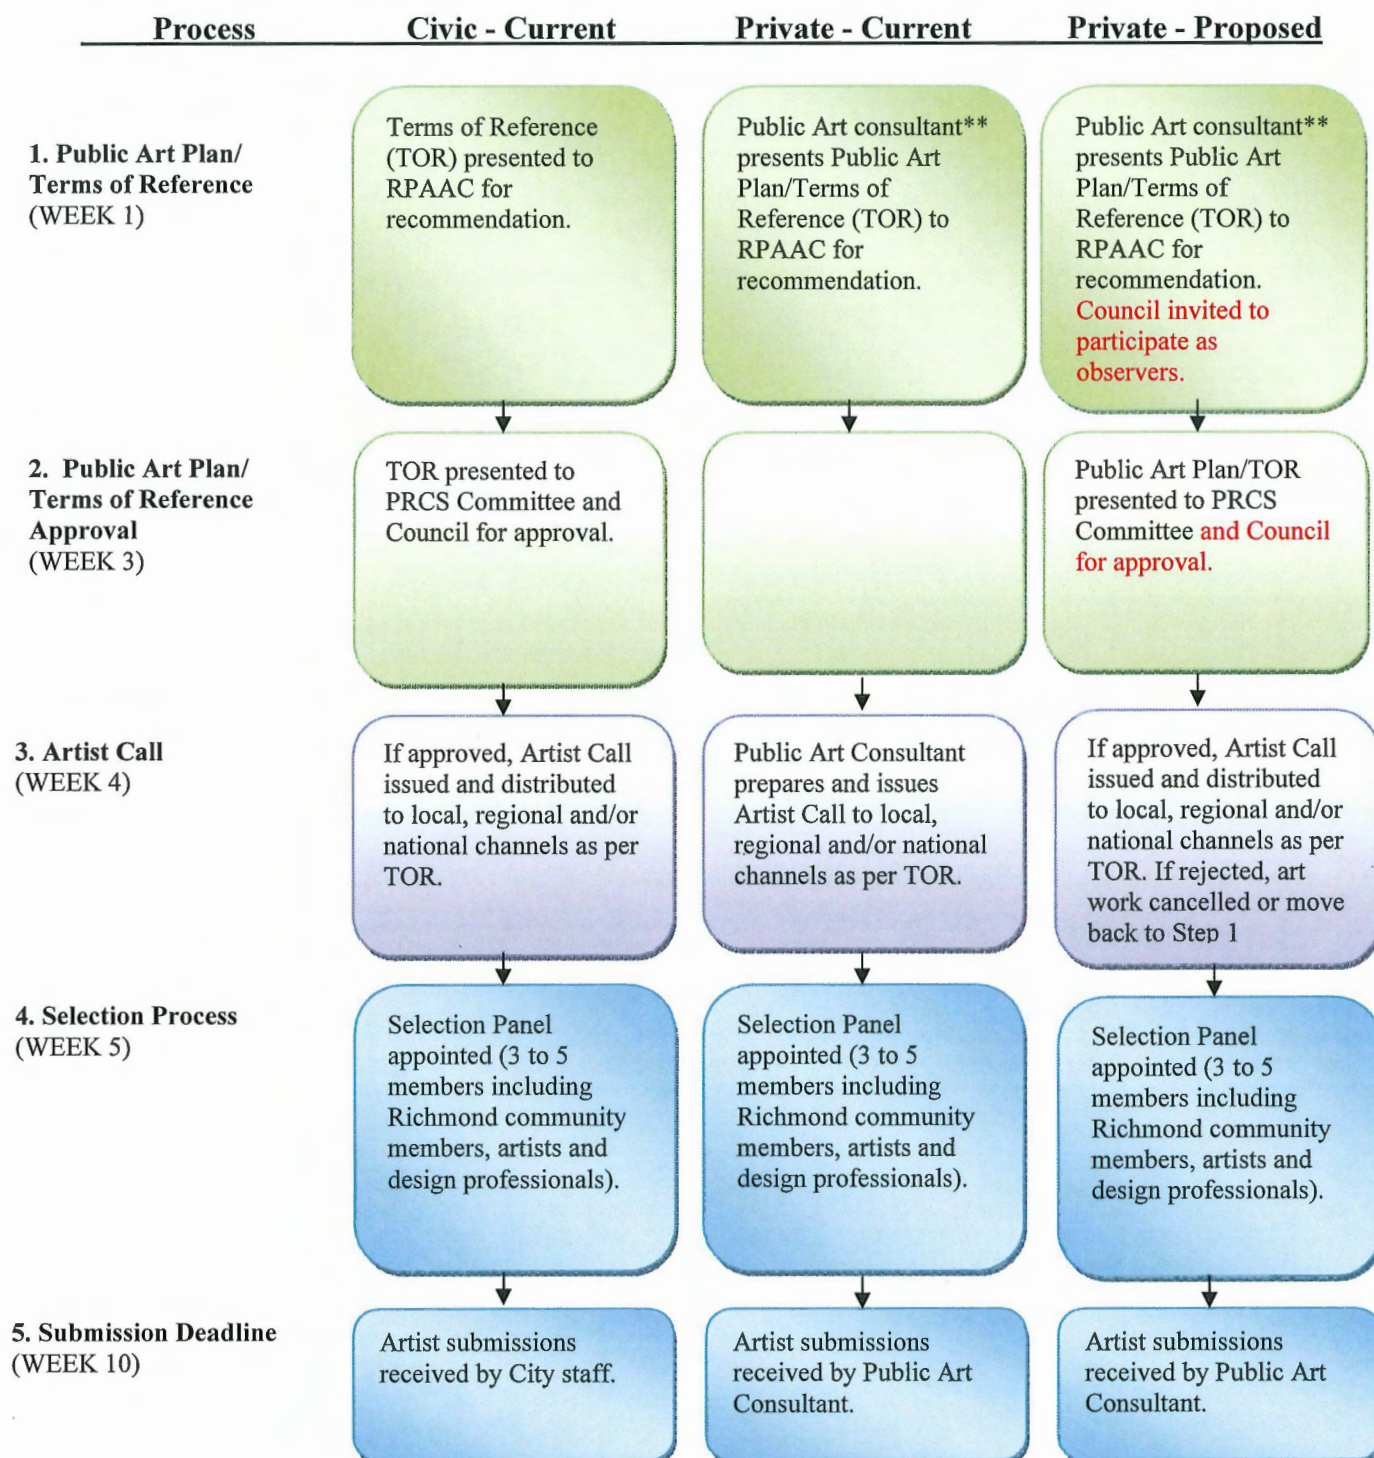 Process Civic - Current Private - Current Private - Proposed
1. Public Art Plan/
Terms of Reference
(WEEK 1)
Terms of Reference
(TOR) presented to
RPAAC for
recommendation.
Public Art consultant**
presents Public Art
Plan/Terms of
Reference (TOR) to
RPAAC for
recommendation.
Public Art consultant**
presents Public Art
Plan/Terms of
Reference (TOR) to
RPAAC for
recommendation.
Council invited to
participate as
observers.
2. Public Art Plan/
Terms of Reference
Approval
(WEEK 3)
TOR presented to
PRCS Committee and
Council for approval.
Public Art Plan/TOR
presented to PRCS
Committee and Council
for approval.
3. Artist Call
(WEEK 4)
If approved, Artist Call
issued and distributed
to local, regional and/or
national channels as per
TOR.
Public Art Consultant
prepares and issues
Artist Call to local,
regional and/or national
channels as per TOR.
If approved, Artist Call
issued and distributed
to local, regional and/or
national channels as per
TOR. If rejected, art
work cancelled or move
back to Step 1
4. Selection Process
(WEEK 5)
Selection Panel
appointed (3 to 5
members including
Richmond community
members, artists and
design professionals).
Selection Panel
appointed (3 to 5
members including
Richmond community
members, artists and
design professionals).
Selection Panel
appointed (3 to 5
members including
Richmond community
members, artists and
design professionals).
5. Submission Deadline
(WEEK 10)
Artist submissions
received by City staff.
Artist submissions
received by Public Art
Consultant.
Artist submissions
received by Public Art
Consultant.